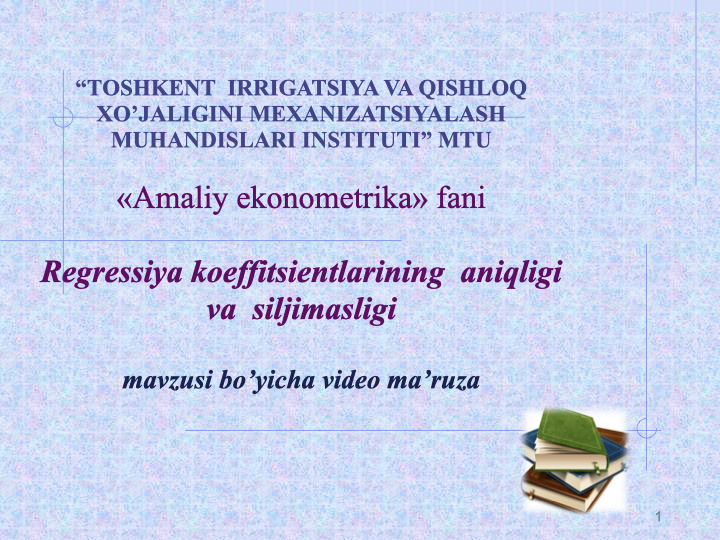 “TOSHKENT IRRIGATSIYA VA QISHLOQ
XO’JALIGINI MEXANIZATSIYALASH
MUHANDISLARI INSTITUTI” MTU
«Amaliy ekonometrika» fani
Regressiya koeffitsientlarining aniqligi
va siljimasligi
mavzusi bo’yicha video ma’ruza
1